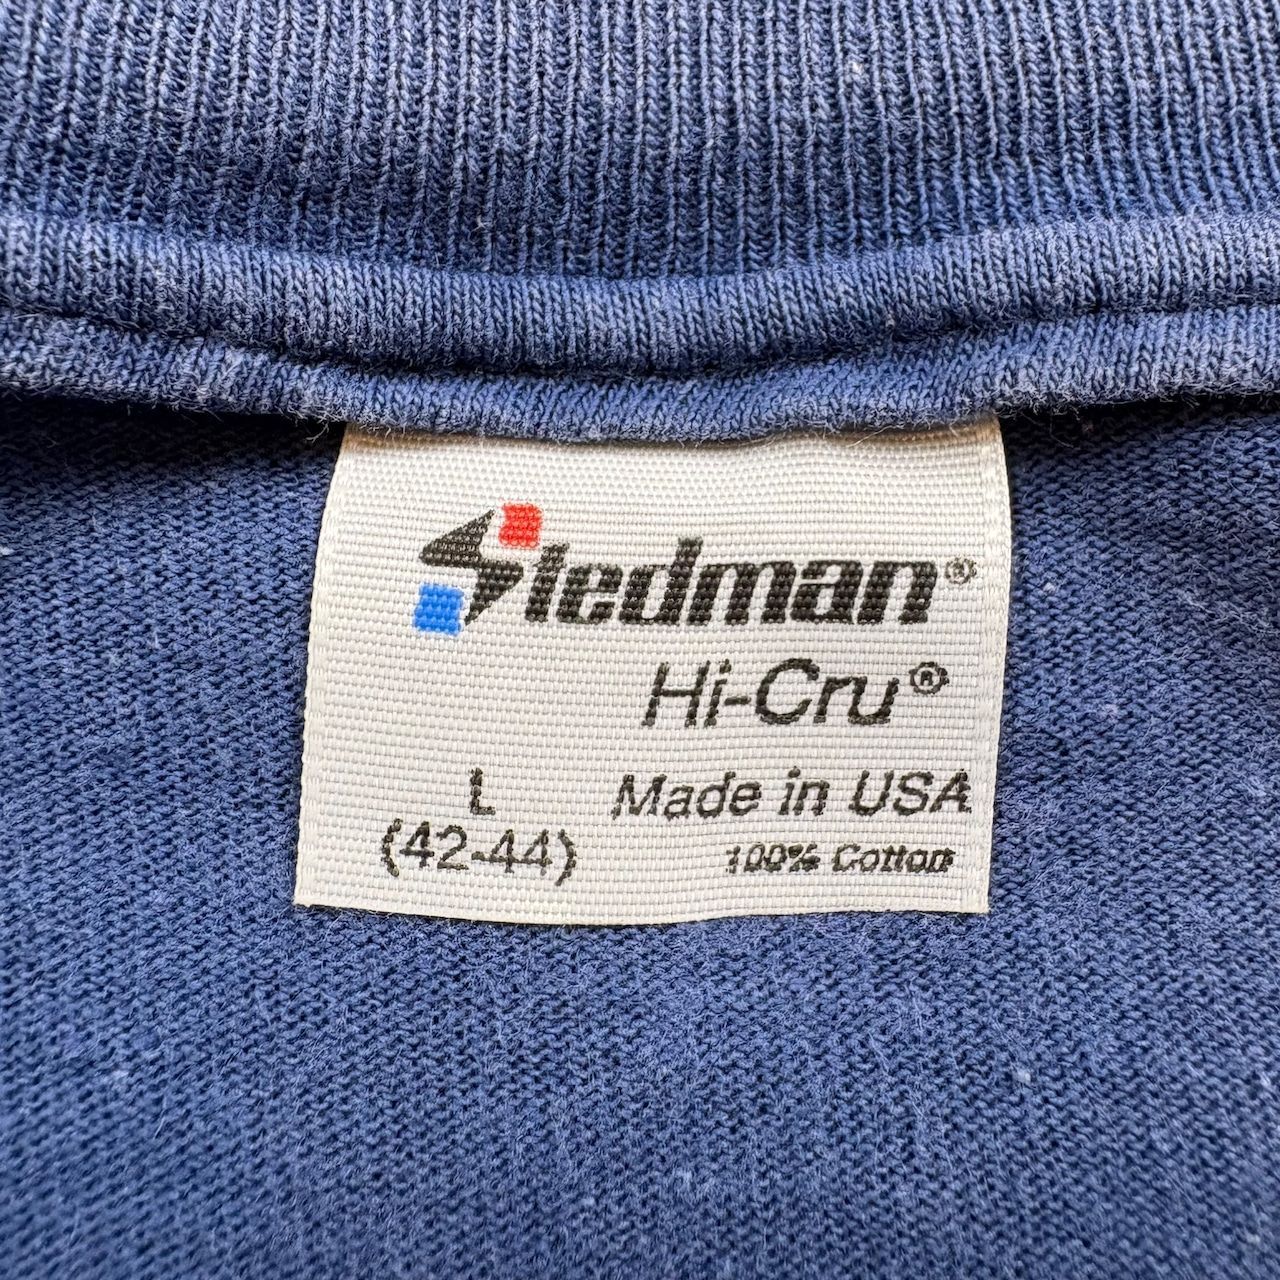 Stedman®
Hi-Cru®
L
(42-44)
Made in USA
100% Cotton